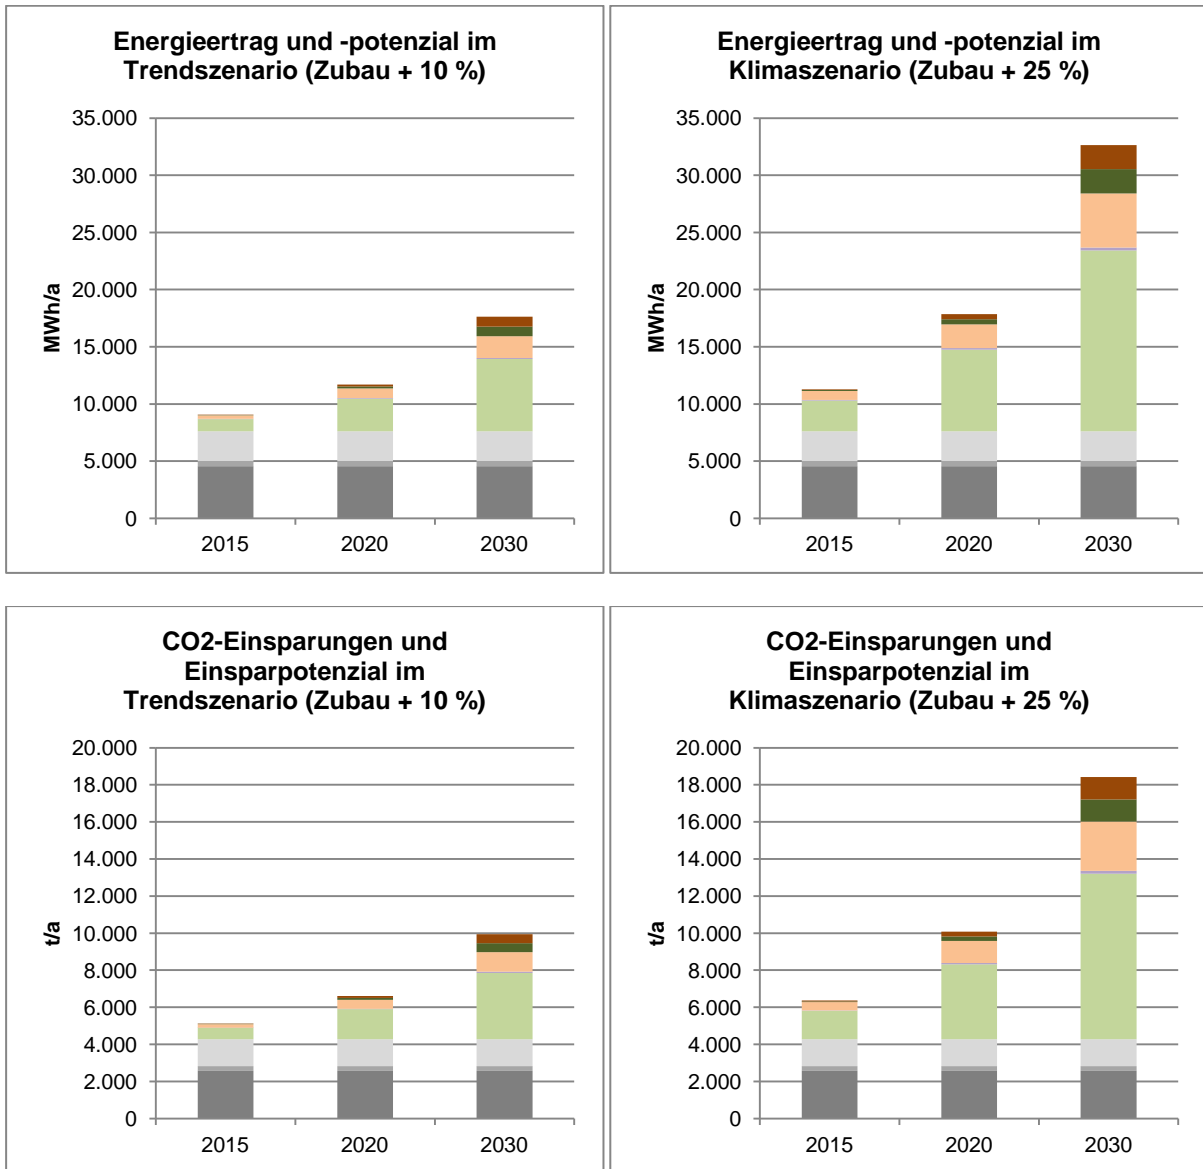 Energieertrag und -potenzial im
Trendszenario (Zubau + 10 %)
35.000
30.000
25.000
20.000
15.000
10.000
5.000
0
MWh/a
2015 2020 2030
Energieertrag und -potenzial im
Klimaszenario (Zubau + 25 %)
35.000
30.000
25.000
20.000
15.000
10.000
5.000
0
MWh/a
2015 2020 2030
CO2-Einsparungen und
Einsparpotenzial im
Trendszenario (Zubau + 10 %)
20.000
18.000
16.000
14.000
12.000
10.000
8.000
6.000
4.000
2.000
0
t/a
2015 2020 2030
CO2-Einsparungen und
Einsparpotenzial im
Klimaszenario (Zubau + 25 %)
20.000
18.000
16.000
14.000
12.000
10.000
8.000
6.000
4.000
2.000
0
t/a
2015 2020 2030